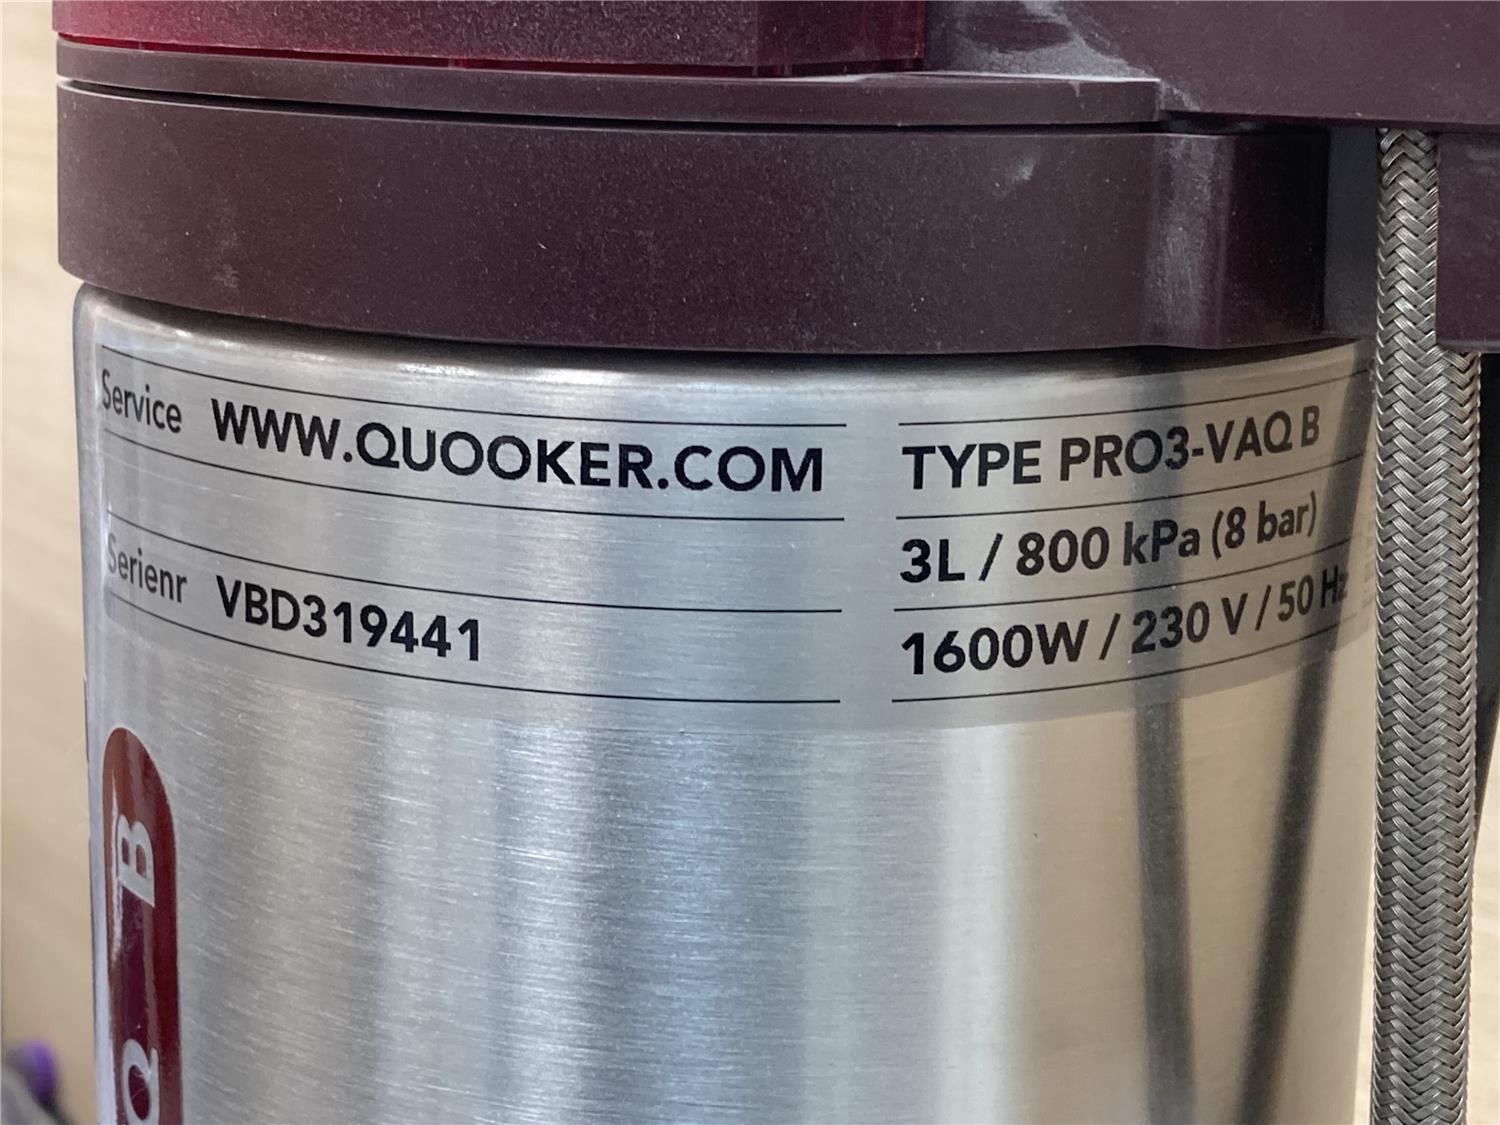 Service WWW.QUOOKER.COM
Serienr VBD319441
TYPE PRO3-VAQ B
3L / 800 kPa (8 bar)
1600W / 230 V / 50 Hz
Q B